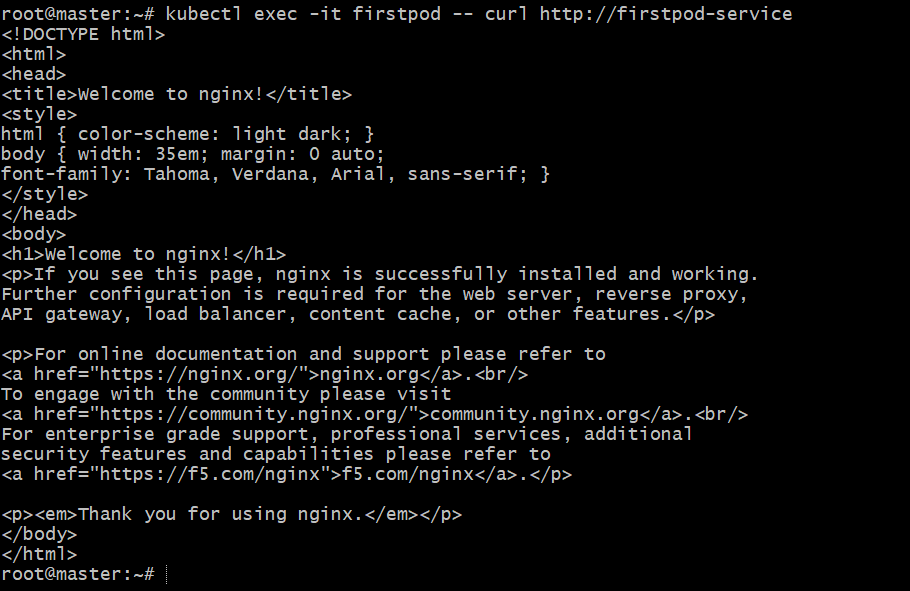 root@master:~# kubectl exec -it firstpod -- curl http://firstpod-service
<!DOCTYPE html>
<html>
<head>
<title>Welcome to nginx!</title>
<style>
html { color-scheme: light dark; }
body { width: 35em; margin: 0 auto;
font-family: Tahoma, Verdana, Arial, sans-serif; }
</style>
</head>
<body>
<h1>Welcome to nginx!</h1>
<p>If you see this page, nginx is successfully installed and working.
Further configuration is required for the web server, reverse proxy,
API gateway, load balancer, content cache, or other features.</p>

<p>For online documentation and support please refer to
<a href="https://nginx.org/">nginx.org</a>.<br/>
To engage with the community please visit
<a href="https://community.nginx.org/">community.nginx.org</a>.<br/>
For enterprise grade support, professional services, additional
security features and capabilities please refer to
<a href="https://f5.com/nginx">f5.com/nginx</a>.</p>

<p><em>Thank you for using nginx.</em></p>
</body>
</html>
root@master:~#